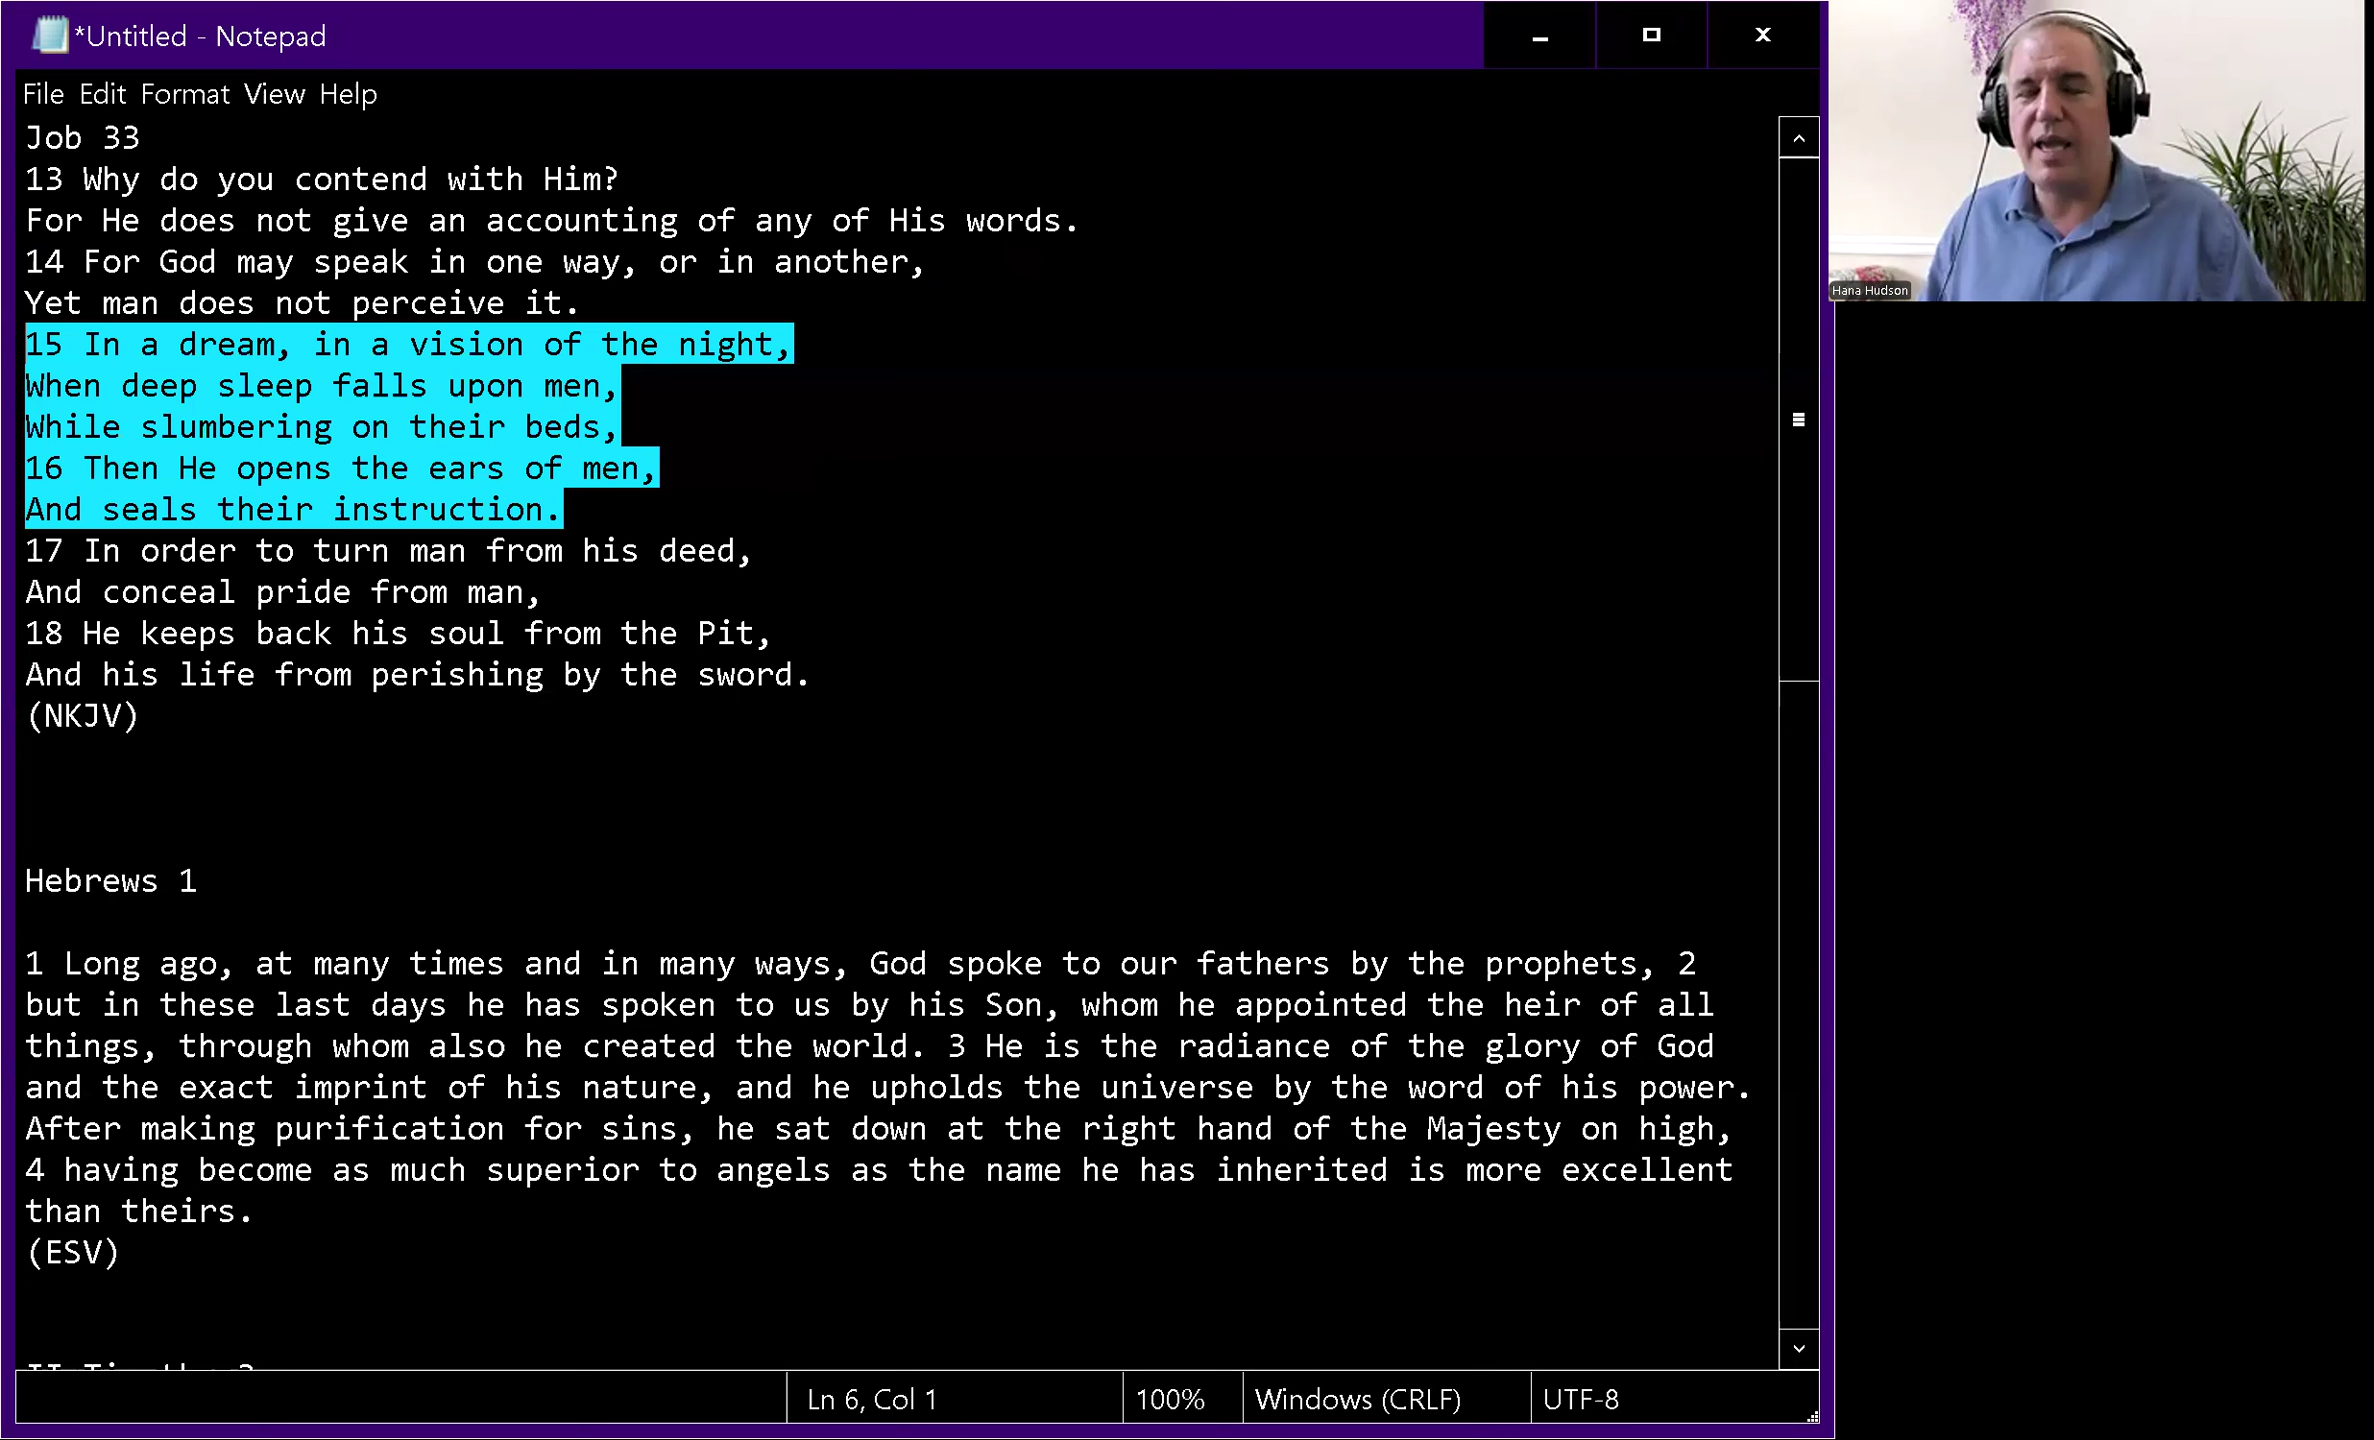 *Untitled - Notepad
File Edit Format View Help
Job 33
13 Why do you contend with Him?
For He does not give an accounting of any of His words.
14 For God may speak in one way, or in another,
Yet man does not perceive it.
15 In a dream, in a vision of the night,
When deep sleep falls upon men,
While slumbering on their beds,
16 Then He opens the ears of men,
And seals their instruction.
17 In order to turn man from his deed,
And conceal pride from man,
18 He keeps back his soul from the Pit,
And his life from perishing by the sword.
(NKJV)
Hebrews 1
1 Long ago, at many times and in many ways, God spoke to our fathers by the prophets, 2
but in these last days he has spoken to us by his Son, whom he appointed the heir of all
things, through whom also he created the world. 3 He is the radiance of the glory of God
and the exact imprint of his nature, and he upholds the universe by the word of his power.
After making purification for sins, he sat down at the right hand of the Majesty on high,
4 having become as much superior to angels as the name he has inherited is more excellent
than theirs.
(ESV)
Ln 6, Col 1 100% Windows (CRLF) UTF-8
Hana Hudson